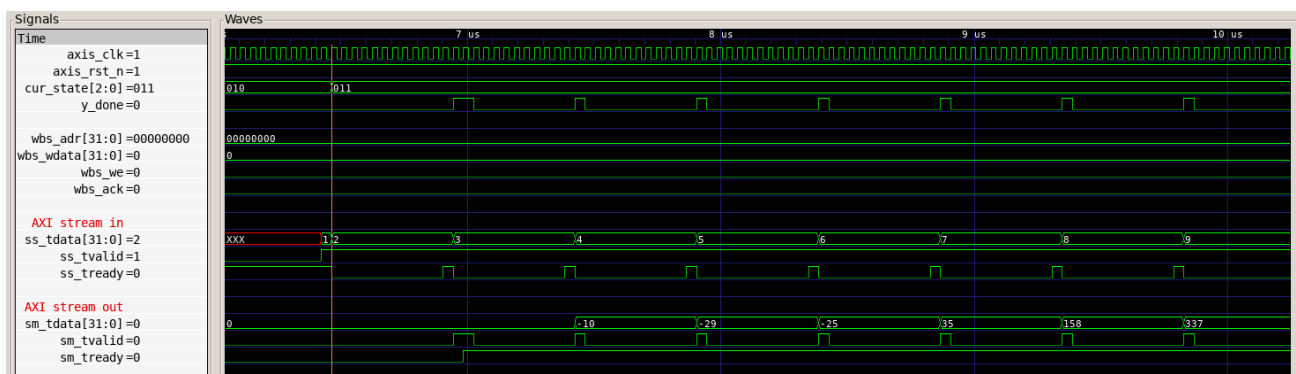 Signals
Waves
Time
7 us 8 us 9 us 10 us
axis_clk=1
axis_rst_n=1
cur_state[2:0]=011 010 011
y_done=0
wbs_adr[31:0]=00000000 00000000
wbs_wdata[31:0]=0 0
wbs_we=0
wbs_ack=0
AXI stream in
ss_tdata[31:0]=2 XXX 1 2 3 4 5 6 7 8 9
ss_tvalid=1
ss_tready=0
AXI stream out
sm_tdata[31:0]=0 0 -10 -29 -25 35 158 337
sm_tvalid=0
sm_tready=0